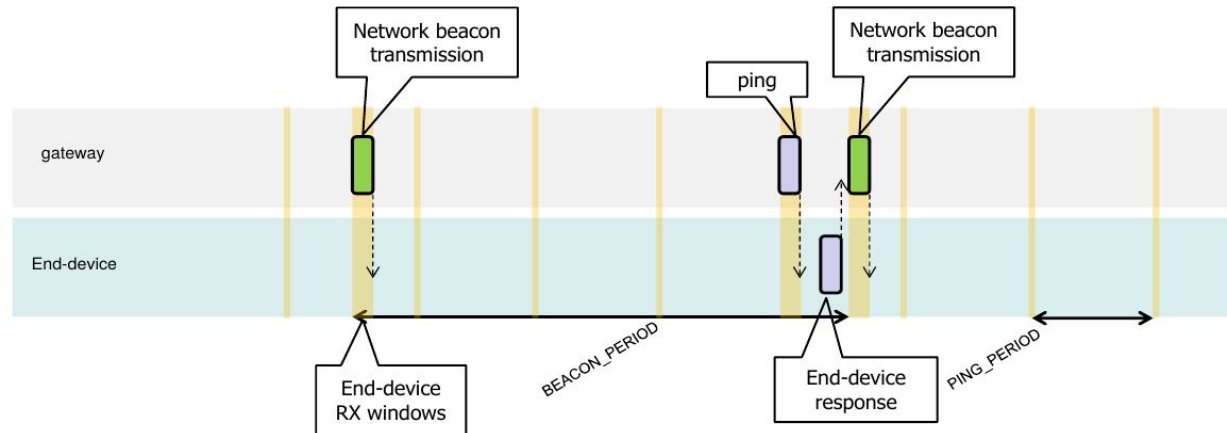 Network beacon
transmission
ping
Network beacon
transmission
gateway
End-device
BEACON_PERIOD
PING_PERIOD
End-device
RX windows
End-device
response